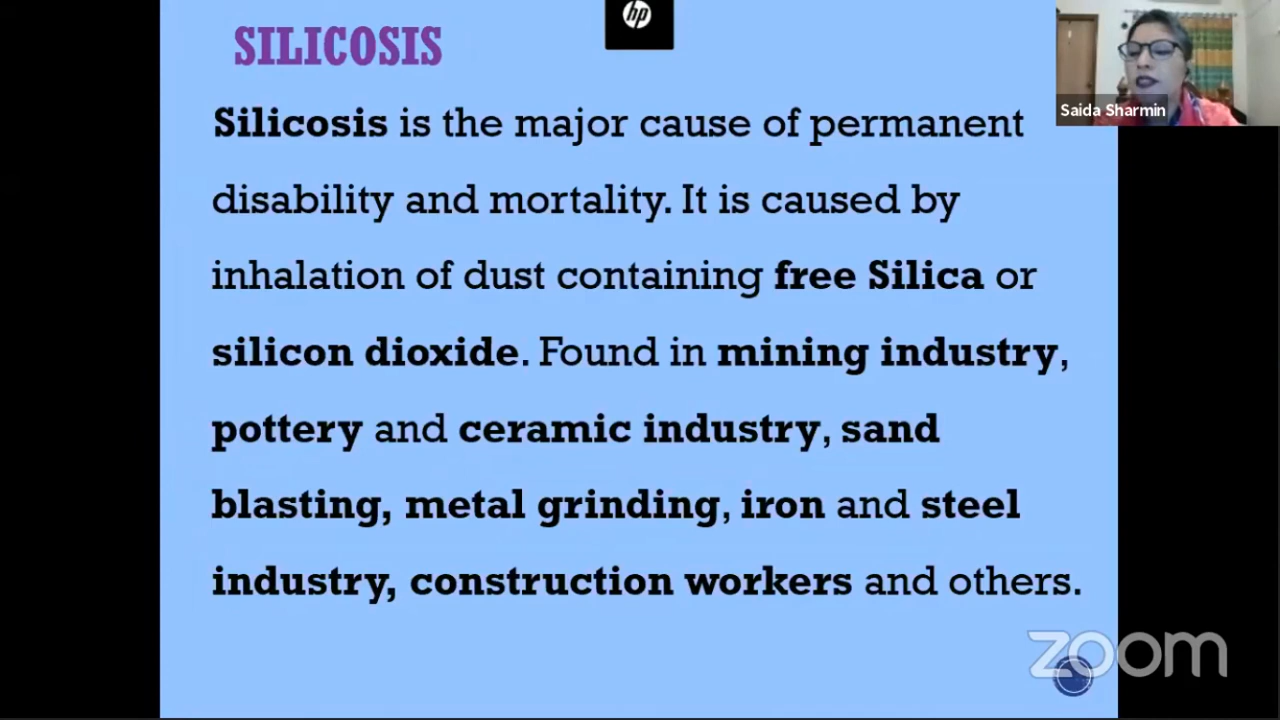 SILICOSIS
hp
Saida Sharmin
Silicosis is the major cause of permanent
disability and mortality. It is caused by
inhalation of dust containing free Silica or
silicon dioxide. Found in mining industry,
pottery and ceramic industry, sand
blasting, metal grinding, iron and steel
industry, construction workers and others.
zoom